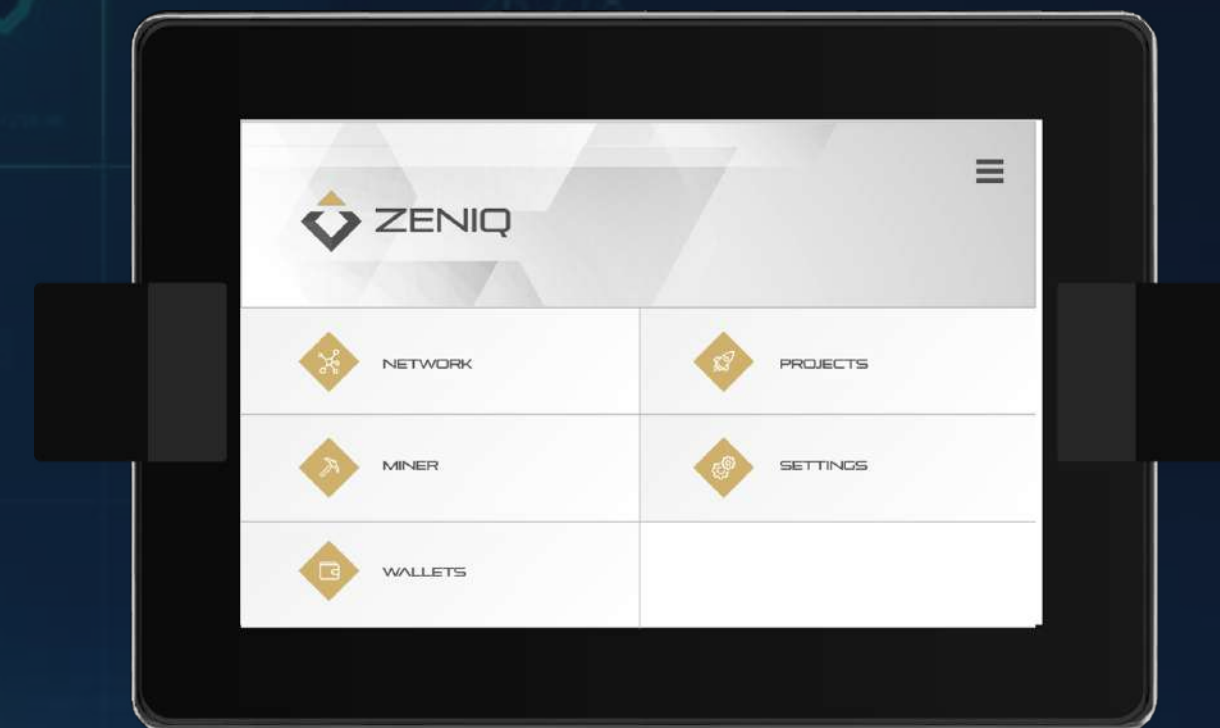 ZENIQ
NETWORK
PROJECTS
MINER
SETTINGS
WALLETS